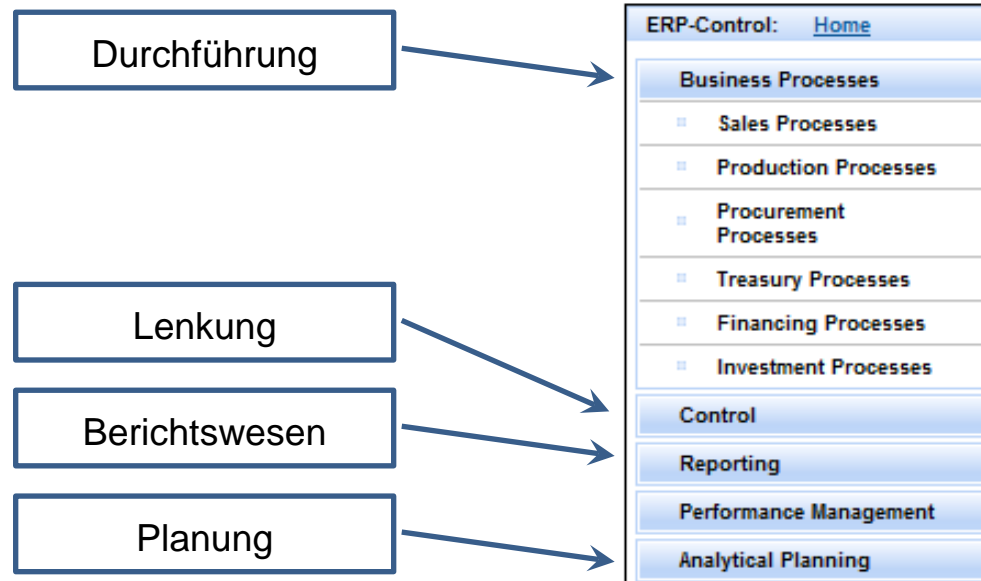 Durchführung
Lenkung
Berichtswesen
Planung
ERP-Control: Home
Business Processes
Sales Processes
Production Processes
Procurement
Processes
Treasury Processes
Financing Processes
Investment Processes
Control
Reporting
Performance Management
Analytical Planning